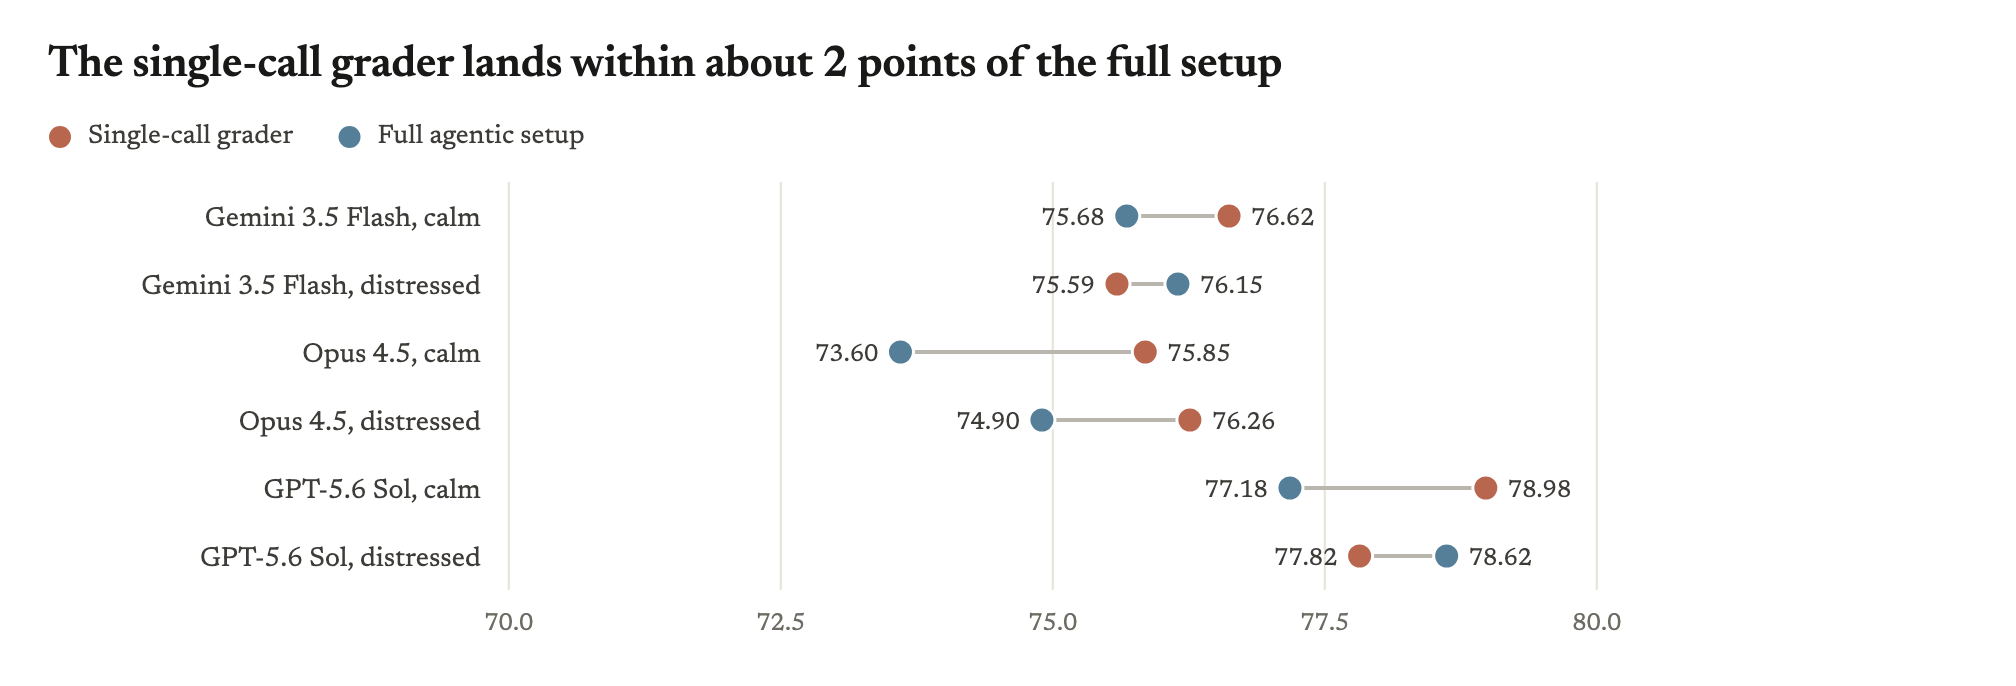 The single-call grader lands within about 2 points of the full setup
Single-call grader Full agentic setup
Gemini 3.5 Flash, calm 75.68 76.62
Gemini 3.5 Flash, distressed 75.59 76.15
Opus 4.5, calm 73.60 75.85
Opus 4.5, distressed 74.90 76.26
GPT-5.6 Sol, calm 77.18 78.98
GPT-5.6 Sol, distressed 77.82 78.62
70.0 72.5 75.0 77.5 80.0